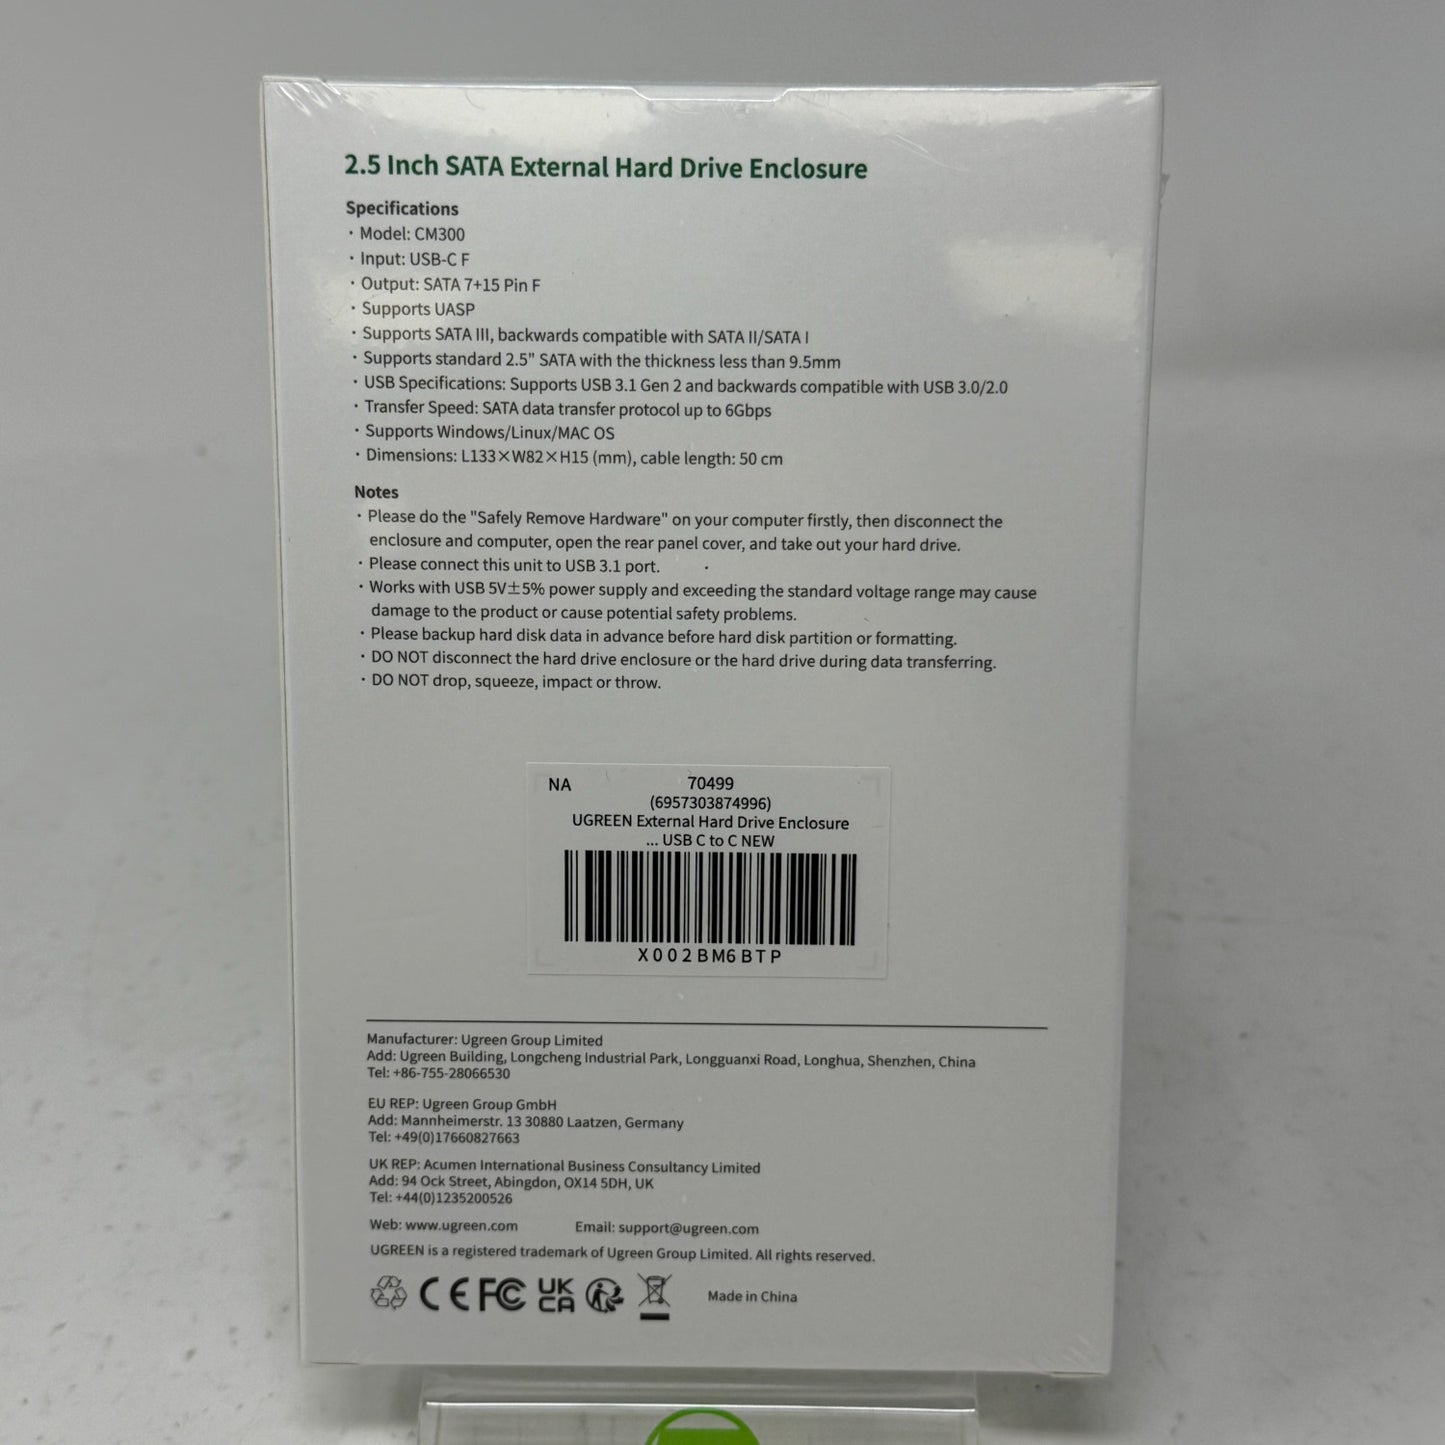 2.5 Inch SATA External Hard Drive Enclosure
Specifications
· Model: CM300
· Input: USB-C F
· Output: SATA 7+15 Pin F
· Supports UASP
· Supports SATA III, backwards compatible with SATA II/SATA I
· Supports standard 2.5" SATA with the thickness less than 9.5mm
· USB Specifications: Supports USB 3.1 Gen 2 and backwards compatible with USB 3.0/2.0
· Transfer Speed: SATA data transfer protocol up to 6Gbps
· Supports Windows/Linux/MAC OS
· Dimensions: L133×W82×H15 (mm), cable length: 50 cm
Notes
· Please do the "Safely Remove Hardware" on your computer firstly, then disconnect the
enclosure and computer, open the rear panel cover, and take out your hard drive.
· Please connect this unit to USB 3.1 port.
· Works with USB 5V±5% power supply and exceeding the standard voltage range may cause
damage to the product or cause potential safety problems.
· Please backup hard disk data in advance before hard disk partition or formatting.
· DO NOT disconnect the hard drive enclosure or the hard drive during data transferring.
· DO NOT drop, squeeze, impact or throw.
NA 70499
(6957303874996)
UGREEN External Hard Drive Enclosure
... USB C to C NEW
X002BM6BTP
Manufacturer: Ugreen Group Limited
Add: Ugreen Building, Longcheng Industrial Park, Longguanxi Road, Longhua, Shenzhen, China
Tel: +86-755-28066530
EU REP: Ugreen Group GmbH
Add: Mannheimerstr. 13 30880 Laatzen, Germany
Tel: +49(0)17660827663
UK REP: Acumen International Business Consultancy Limited
Add: 94 Ock Street, Abingdon, OX14 5DH, UK
Tel: +44(0)1235200526
Web: www.ugreen.com Email: support@ugreen.com
UGREEN is a registered trademark of Ugreen Group Limited. All rights reserved.
CE FC UK CA Made in China